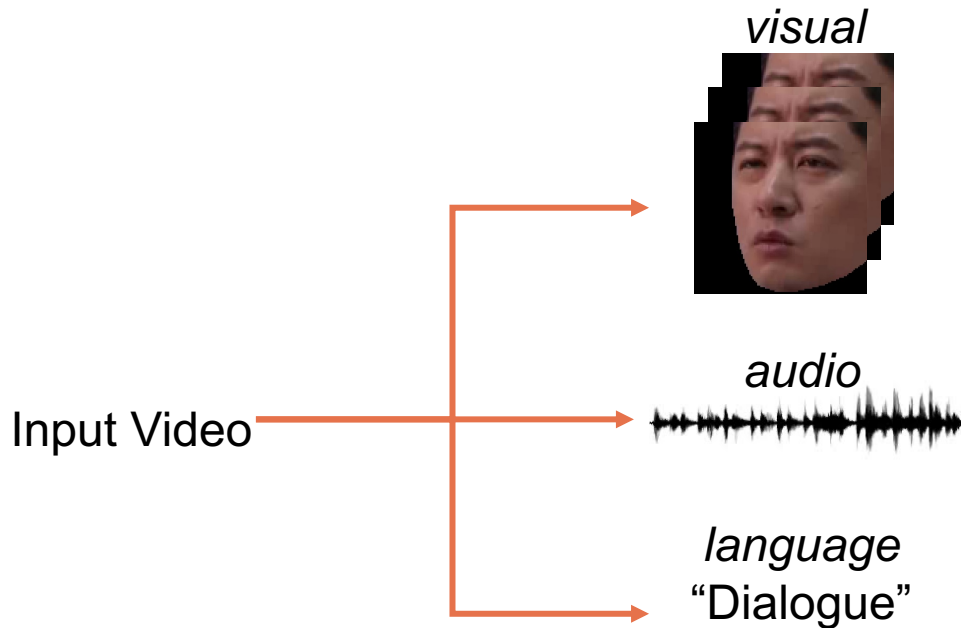 visual
audio
Input Video
language
“Dialogue”